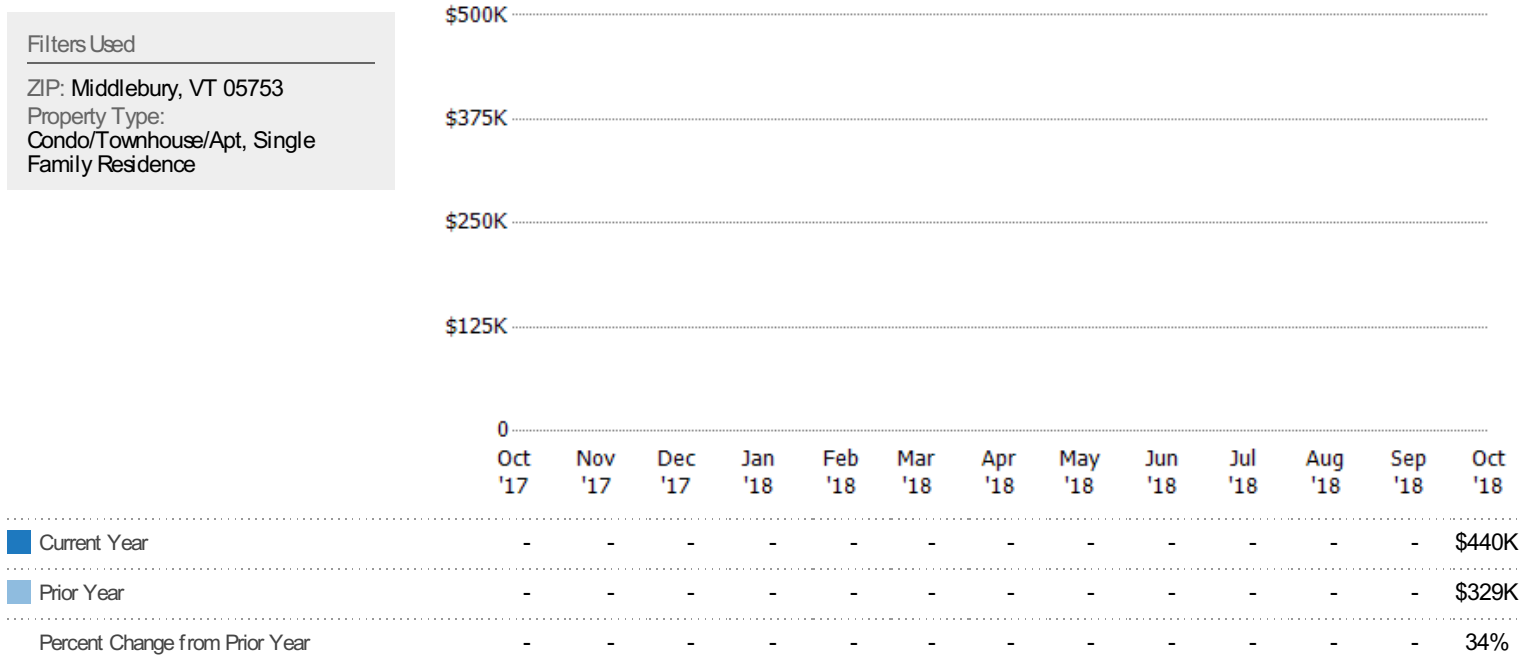 Filters Used
ZIP: Middlebury, VT 05753
Property Type:
Condo/Townhouse/Apt, Single
Family Residence
$500K
$375K
$250K
$125K
0
Oct Nov Dec Jan Feb Mar Apr May Jun Jul Aug Sep Oct
'17 '17 '17 '18 '18 '18 '18 '18 '18 '18 '18 '18 '18
Current Year - - - - - - - - - - - - $440K
Prior Year - - - - - - - - - - - - $329K
Percent Change from Prior Year - - - - - - - - - - - - 34%